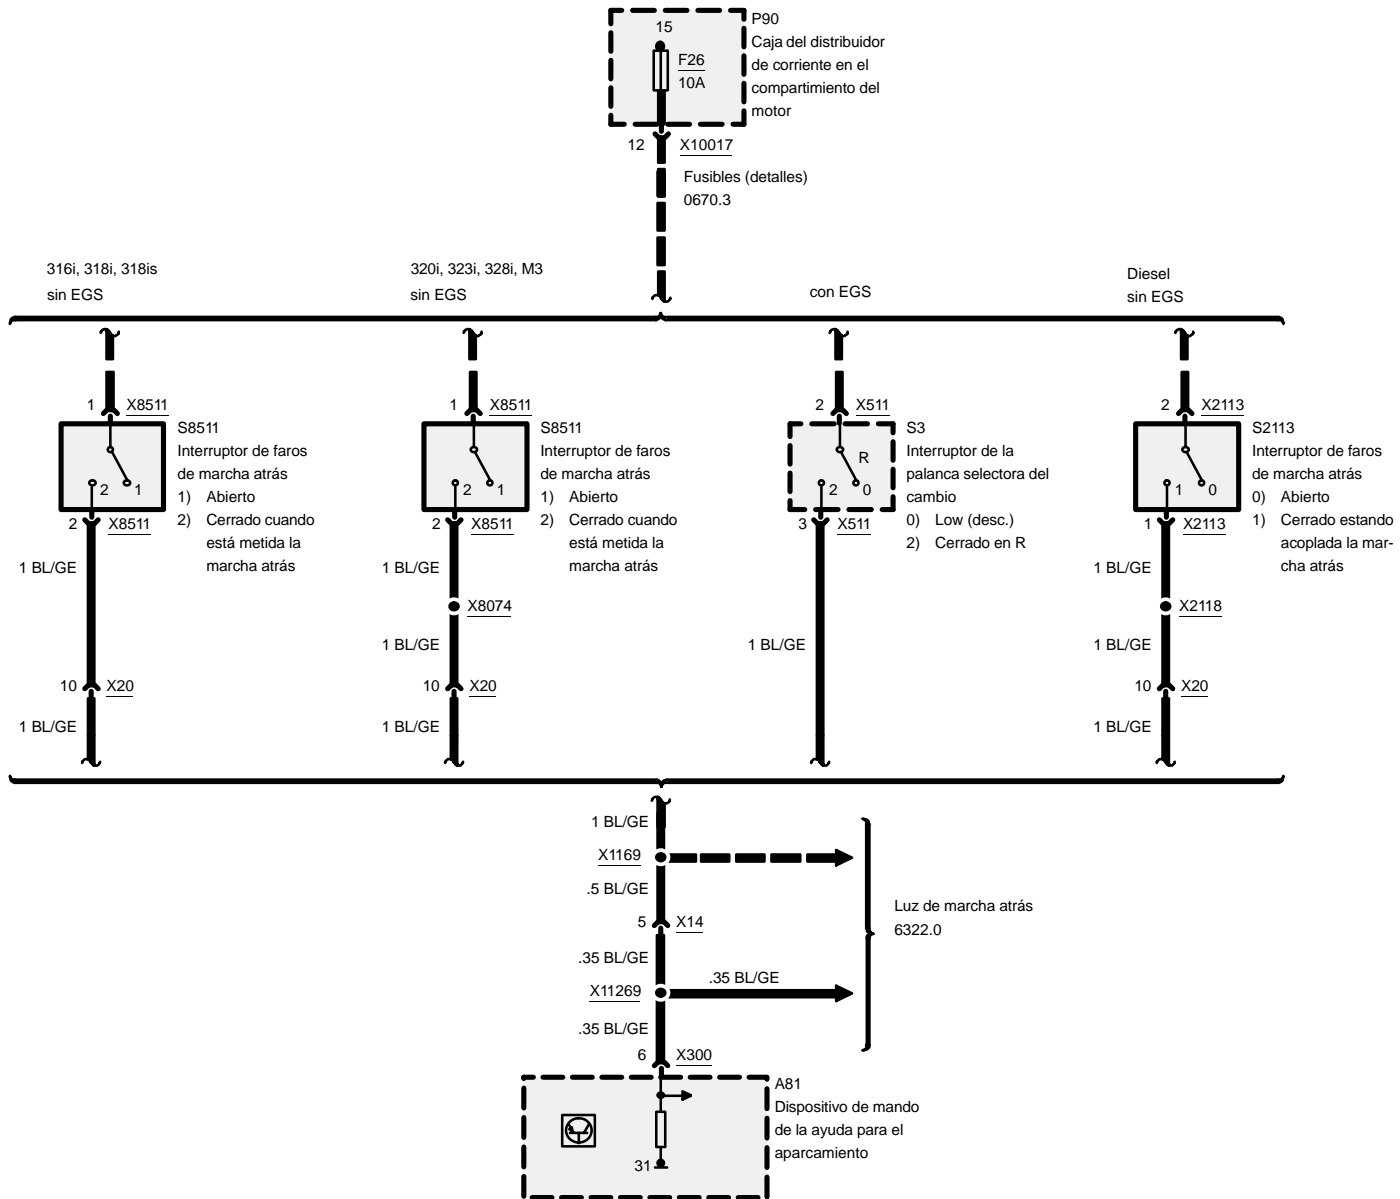 P90
Caja del distribuidor
de corriente en el
compartimiento del
motor
15
F26
10A
12
X10017
Fusibles (detalles)
0670.3
316i, 318i, 318is
sin EGS
320i, 323i, 328i, M3
sin EGS
con EGS
Diesel
sin EGS
1
X8511
S8511
Interruptor de faros
de marcha atrás
1) Abierto
2) Cerrado cuando
está metida la
marcha atrás
2
1
2
X8511
1 BL/GE
10
X20
1 BL/GE
1
X8511
S8511
Interruptor de faros
de marcha atrás
1) Abierto
2) Cerrado cuando
está metida la
marcha atrás
2
1
2
X8511
1 BL/GE
X8074
1 BL/GE
10
X20
1 BL/GE
2
X511
S3
Interruptor de la
palanca selectora del
cambio
0) Low (desc.)
2) Cerrado en R
R
2
0
3
X511
1 BL/GE
2
X2113
S2113
Interruptor de faros
de marcha atrás
0) Abierto
1) Cerrado estando
acoplada la mar-
cha atrás
1
0
1
X2113
1 BL/GE
X2118
1 BL/GE
10
X20
1 BL/GE
1 BL/GE
X1169
.5 BL/GE
5
X14
.35 BL/GE
X11269
.35 BL/GE
.35 BL/GE
Luz de marcha atrás
6322.0
6
X300
A81
Dispositivo de mando
de la ayuda para el
aparcamiento
31